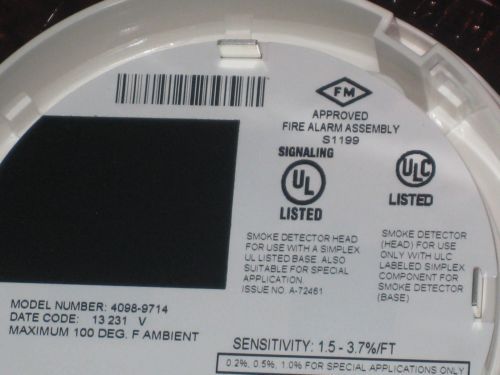 FM
APPROVED
FIRE ALARM ASSEMBLY
S1199
SIGNALING
UL
LISTED
ULC
LISTED
SMOKE DETECTOR HEAD
FOR USE WITH A SIMPLEX
UL LISTED BASE. ALSO
SUITABLE FOR SPECIAL
APPLICATION.
ISSUE NO. A-72461
SMOKE DETECTOR
(HEAD) FOR USE
ONLY WITH ULC
LABELED SIMPLEX
COMPONENT FOR
SMOKE DETECTOR
(BASE)
MODEL NUMBER: 4098-9714
DATE CODE: 13 231 V
MAXIMUM 100 DEG. F AMBIENT
SENSITIVITY: 1.5 - 3.7%/FT
0.2%, 0.5%, 1.0% FOR SPECIAL APPLICATIONS ONLY